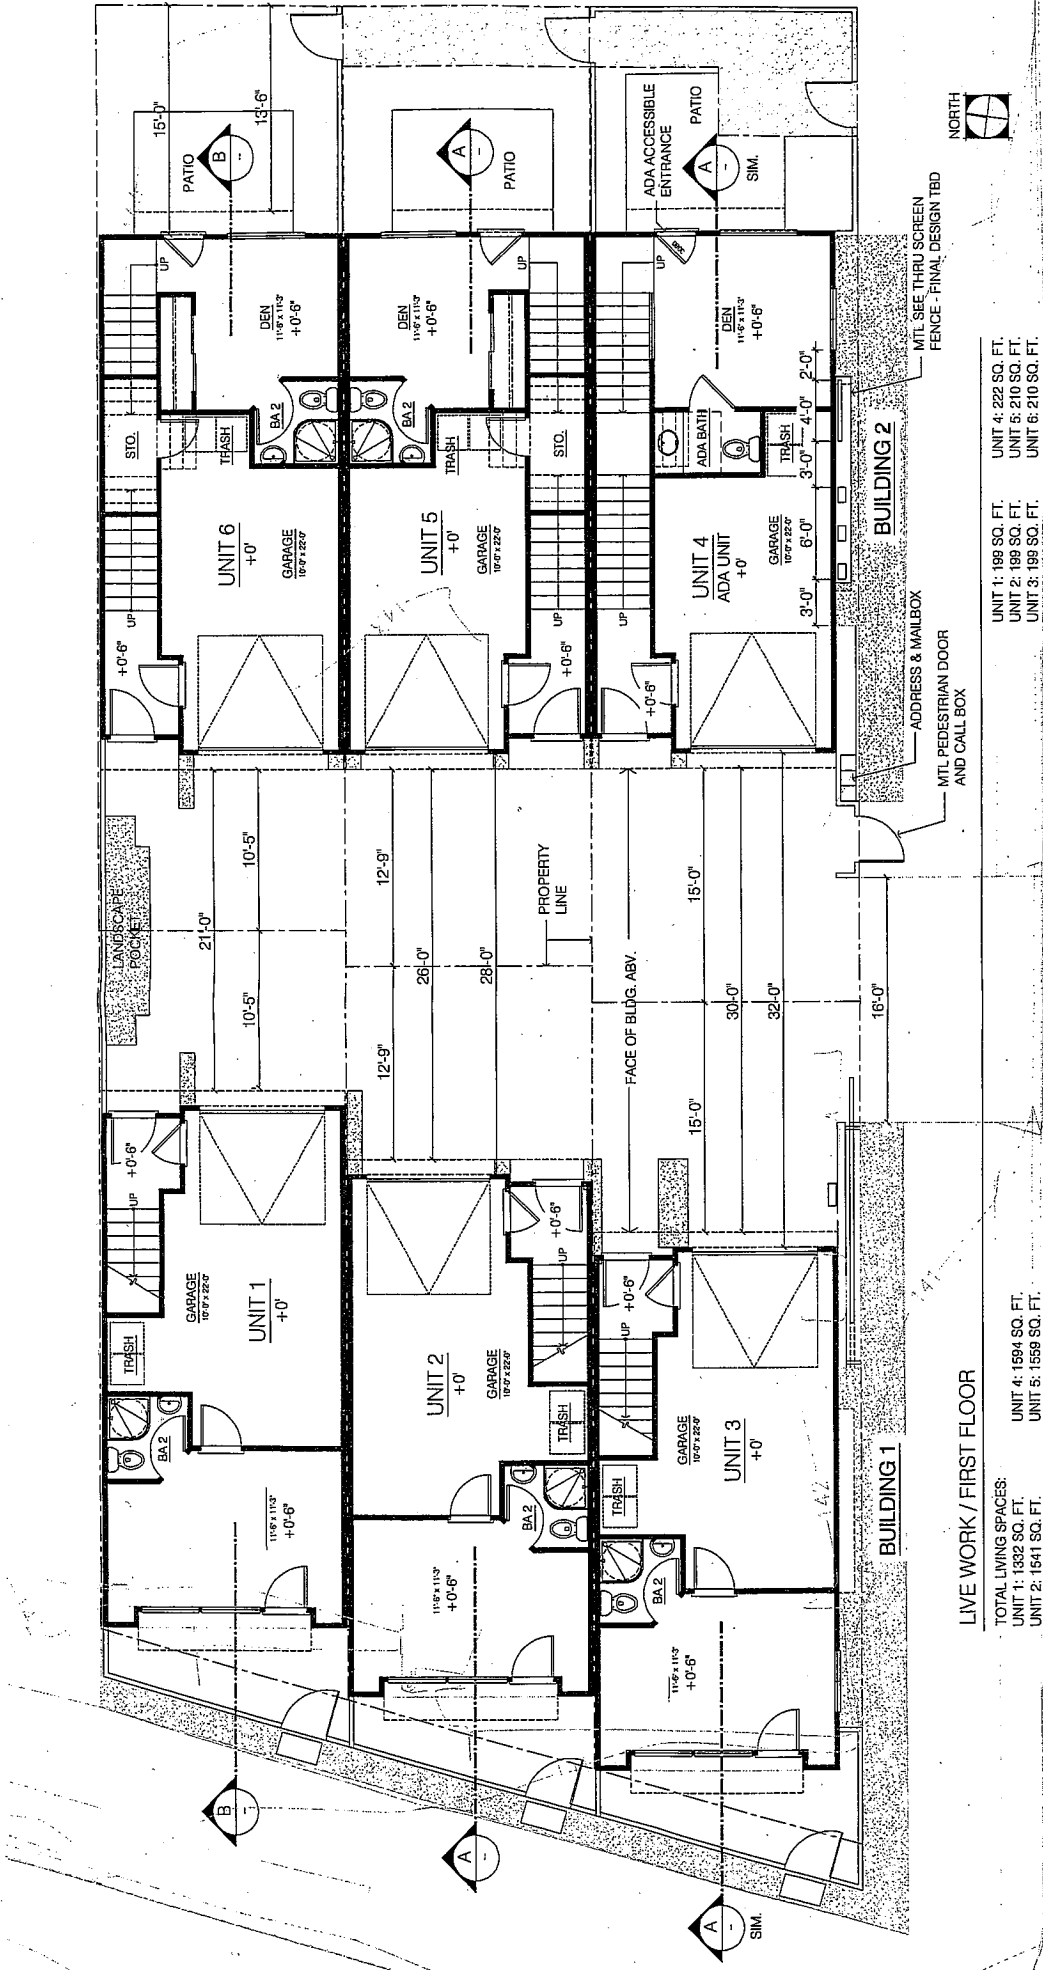 15'-0"
13'-6"
PATIO
B
-
A
-
PATIO
ADA ACCESSIBLE
ENTRANCE
PATIO
A
-
SIM.
NORTH
UP
DEN
11'-6" x 11'-3"
+0'-6"
DEN
11'-6" x 11'-3"
+0'-6"
UP
UP
DEN
11'-6" x 11'-3"
+0'-6"
MTL SEE THRU SCREEN
FENCE - FINAL DESIGN TBD
STO.
TRASH
BA 2
BA 2
TRASH
STO.
ADA BATH
TRASH
2'-0"
4'-0"
3'-0"
6'-0"
3'-0"
BUILDING 2
UP
UNIT 6
+0'
GARAGE
10'-0" x 22'-0"
UNIT 5
+0'
GARAGE
10'-0" x 22'-0"
UP
UP
UNIT 4
ADA UNIT
+0'
GARAGE
10'-0" x 22'-0"
+0'-6"
+0'-6"
+0'-6"
ADDRESS & MAILBOX
MTL PEDESTRIAN DOOR
AND CALL BOX
LANDSCAPE
POCKET
21'-0"
10'-5"
10'-5"
12'-9"
12'-9"
26'-0"
28'-0"
PROPERTY
LINE
FACE OF BLDG. ABV.
15'-0"
15'-0"
30'-0"
32'-0"
16'-0"
+0'-6"
UP
GARAGE
10'-0" x 22'-0"
UNIT 1
+0'
TRASH
BA 2
11'-6" x 11'-3"
+0'-6"
+0'-6"
UP
UNIT 2
+0'
GARAGE
10'-0" x 22'-0"
TRASH
BA 2
11'-6" x 11'-3"
+0'-6"
+0'-6"
UP
GARAGE
10'-0" x 22'-0"
UNIT 3
+0'
TRASH
BA 2
11'-6" x 11'-3"
+0'-6"
B
-
A
-
A
-
SIM.
BUILDING 1
LIVE WORK / FIRST FLOOR
TOTAL LIVING SPACES:
UNIT 1: 1332 SQ. FT.
UNIT 2: 1541 SQ. FT.
UNIT 4: 1594 SQ. FT.
UNIT 5: 1559 SQ. FT.
UNIT 1: 199 SQ. FT.
UNIT 2: 199 SQ. FT.
UNIT 3: 199 SQ. FT.
UNIT 4: 222 SQ. FT.
UNIT 5: 210 SQ. FT.
UNIT 6: 210 SQ. FT.